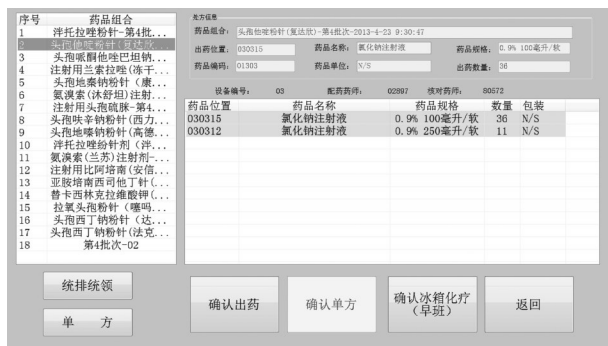 序号 药品组合
1 泮托拉唑粉针-第4批...
2 头孢他啶粉针(复达欣...
3 头孢哌酮他唑巴坦钠...
4 注射用兰索拉唑(冻干...
5 头孢地秦钠粉针（康...
6 氨溴索(沐舒坦)注射...
7 注射用头孢硫脒-第4...
8 头孢呋辛钠粉针(西力...
9 头孢地嗪钠粉针(高德...
10 泮托拉唑纷针剂（泮...
11 氨溴索(兰苏)注射剂-...
12 注射用比阿培南(安信...
13 亚胺培南西司他丁针(...
14 替卡西林克拉维酸钾(...
15 拉氧头孢粉针（噻吗...
16 头孢西丁钠粉针（达...
17 头孢西丁钠粉针(法克...
18 第4批次-02
统排统领
单 方
处方信息
药品组合: 头孢他啶粉针(复达欣)-第4批次-2013-4-23 9:30:47
出药位置: 030315 药品名称: 氯化钠注射液 药品规格: 0.9% 100毫升/软
药品编码: 01303 药品单位: N/S 出药数量: 36
设备编号: 03 配药药师: 02897 核对药师: 80572
药品位置 药品名称 药品规格 数量 包装
030315 氯化钠注射液 0.9% 100毫升/软 36 N/S
030312 氯化钠注射液 0.9% 250毫升/软 11 N/S
确认出药
确认单方
确认冰箱化疗
（早班）
返回